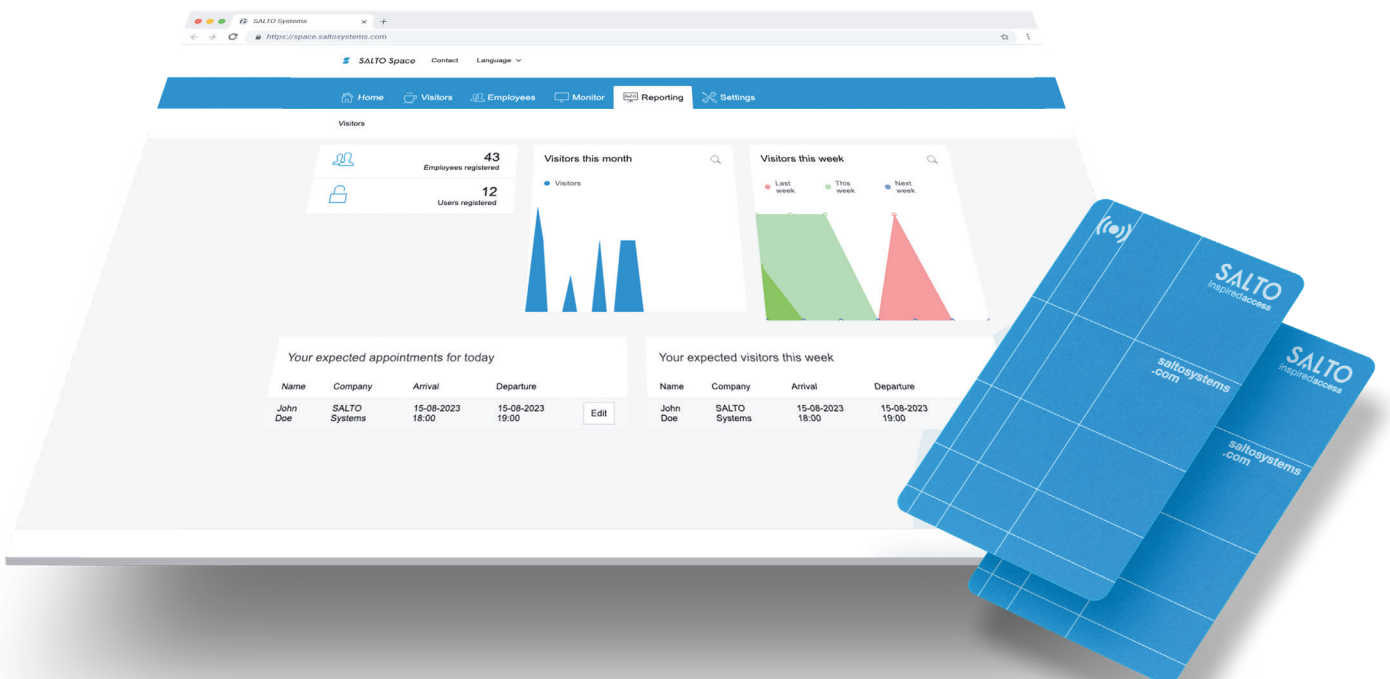 SALTO Systems
https://space.saltosystems.com
SALTO Space Contact Language
Home Visitors Employees Monitor Reporting Settings
Visitors
43
Employees registered
12
Users registered
Visitors this month
Visitors
Visitors this week
Last week
This week
Next week
Your expected appointments for today
Name Company Arrival Departure
John Doe SALTO Systems 15-08-2023 18:00 15-08-2023 19:00 Edit
Your expected visitors this week
Name Company Arrival Departure
John Doe SALTO Systems 15-08-2023 18:00 15-08-2023 19:00
SALTO
inspiredaccess
saltosystems
.com
SALTO
inspiredaccess
saltosystems
.com